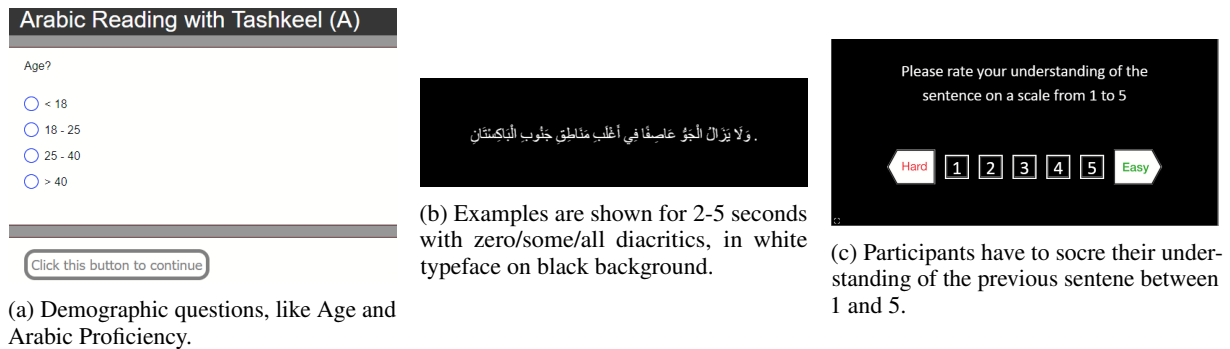 Arabic Reading with Tashkeel (A)
Age?
< 18
18 - 25
25 - 40
> 40
Click this button to continue
(a) Demographic questions, like Age and
Arabic Proficiency.
. وَلَا يَزَالُ الْجَوُّ عَاصِفًا فِي أَغْلَبِ مَنَاطِقِ جَنُوبِ الْبَاكِسْتَانِ
(b) Examples are shown for 2-5 seconds
with zero/some/all diacritics, in white
typeface on black background.
Please rate your understanding of the
sentence on a scale from 1 to 5
Hard 1 2 3 4 5 Easy
(c) Participants have to socre their under-
standing of the previous sentene between
1 and 5.